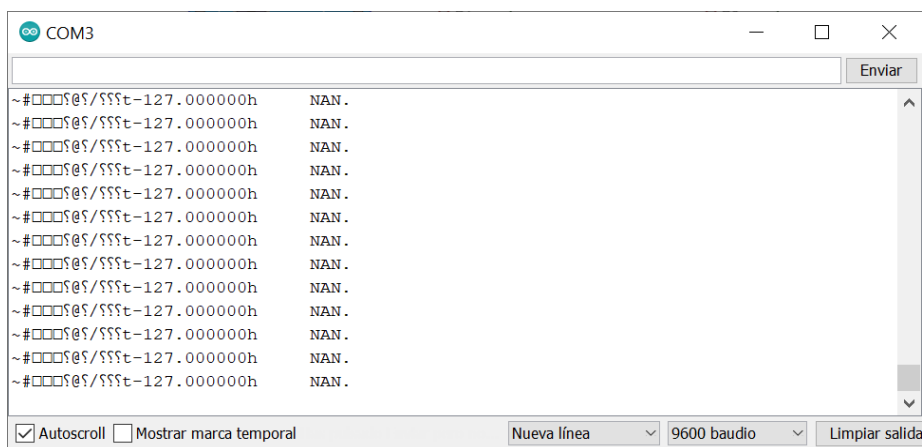 COM3
Enviar
~#□□□⸮@⸮/⸮⸮⸮t-127.000000h NAN.
~#□□□⸮@⸮/⸮⸮⸮t-127.000000h NAN.
~#□□□⸮@⸮/⸮⸮⸮t-127.000000h NAN.
~#□□□⸮@⸮/⸮⸮⸮t-127.000000h NAN.
~#□□□⸮@⸮/⸮⸮⸮t-127.000000h NAN.
~#□□□⸮@⸮/⸮⸮⸮t-127.000000h NAN.
~#□□□⸮@⸮/⸮⸮⸮t-127.000000h NAN.
~#□□□⸮@⸮/⸮⸮⸮t-127.000000h NAN.
~#□□□⸮@⸮/⸮⸮⸮t-127.000000h NAN.
~#□□□⸮@⸮/⸮⸮⸮t-127.000000h NAN.
~#□□□⸮@⸮/⸮⸮⸮t-127.000000h NAN.
~#□□□⸮@⸮/⸮⸮⸮t-127.000000h NAN.
~#□□□⸮@⸮/⸮⸮⸮t-127.000000h NAN.
Autoscroll Mostrar marca temporal Nueva línea 9600 baudio Limpiar salida